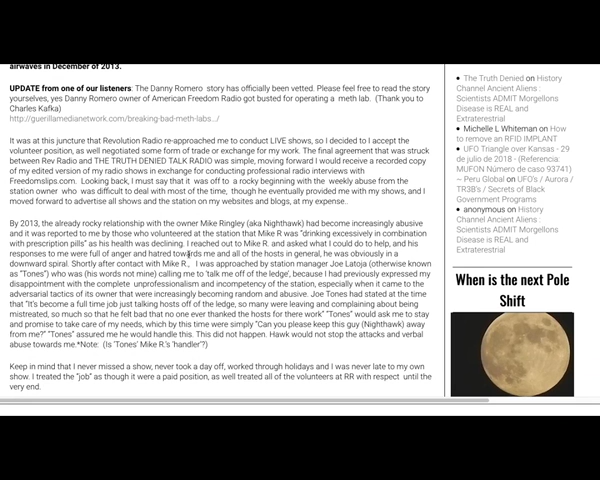 airwaves in December of 2013.
UPDATE from one of our listeners: The Danny Romero story has officially been vetted. Please feel free to read the story
yourselves, yes Danny Romero owner of American Freedom Radio got busted for operating a meth lab. (Thank you to
Charles Kafka)
http://guerillamedianetwork.com/breaking-bad-meth-labs.../
It was at this juncture that Revolution Radio re-approached me to conduct LIVE shows, so I decided to I accept the
volunteer position, as well negotiated some form of trade or exchange for my work. The final agreement that was struck
between Rev Radio and THE TRUTH DENIED TALK RADIO was simple, moving forward I would receive a recorded copy
of my edited version of my radio shows in exchange for conducting professional radio interviews with
Freedomslips.com. Looking back, I must say that it was off to a rocky beginning with the weekly abuse from the
station owner who was difficult to deal with most of the time, though he eventually provided me with my shows, and I
moved forward to advertise all shows and the station on my websites and blogs, at my expense..
By 2013, the already rocky relationship with the owner Mike Ringley (aka Nighthawk) had become increasingly abusive
and it was reported to me by those who volunteered at the station that Mike R was "drinking excessively in combination
with prescription pills" as his health was declining. I reached out to Mike R. and asked what I could do to help, and his
responses to me were full of anger and hatred towards me and all of the hosts in general, he was obviously in a
downward spiral. Shortly after contact with Mike R., I was approached by station manager Joe Latoja (otherwise known
as "Tones") who was (his words not mine) calling me to 'talk me off of the ledge', because I had previously expressed my
disappointment with the complete unprofessionalism and incompetency of the station, especially when it came to the
adversarial tactics of its owner that were increasingly becoming random and abusive. Joe Tones had stated at the time
that "It's become a full time job just talking hosts off of the ledge, so many were leaving and complaining about being
mistreated, so much so that he felt bad that no one ever thanked the hosts for there work" "Tones" would ask me to stay
and promise to take care of my needs, which by this time were simply "Can you please keep this guy (Nighthawk) away
from me?" "Tones" assured me he would handle this. This did not happen. Hawk would not stop the attacks and verbal
abuse towards me.*Note: (Is 'Tones' Mike R.'s 'handler'?)
Keep in mind that I never missed a show, never took a day off, worked through holidays and I was never late to my own
show. I treated the "job" as though it were a paid position, as well treated all of the volunteers at RR with respect until the
very end.
The Truth Denied on History
Channel Ancient Aliens :
Scientists ADMIT Morgellons
Disease is REAL and
Extraterrestrial
Michelle L Whiteman on How
to remove an RFID IMPLANT
UFO Triangle over Kansas - 29
de julio de 2018 - (Referencia:
MUFON Número de caso 93741)
~ Peru Global on UFO's / Aurora /
TR3B's / Secrets of Black
Government Programs
anonymous on History
Channel Ancient Aliens :
Scientists ADMIT Morgellons
Disease is REAL and
Extraterrestrial
When is the next Pole
Shift